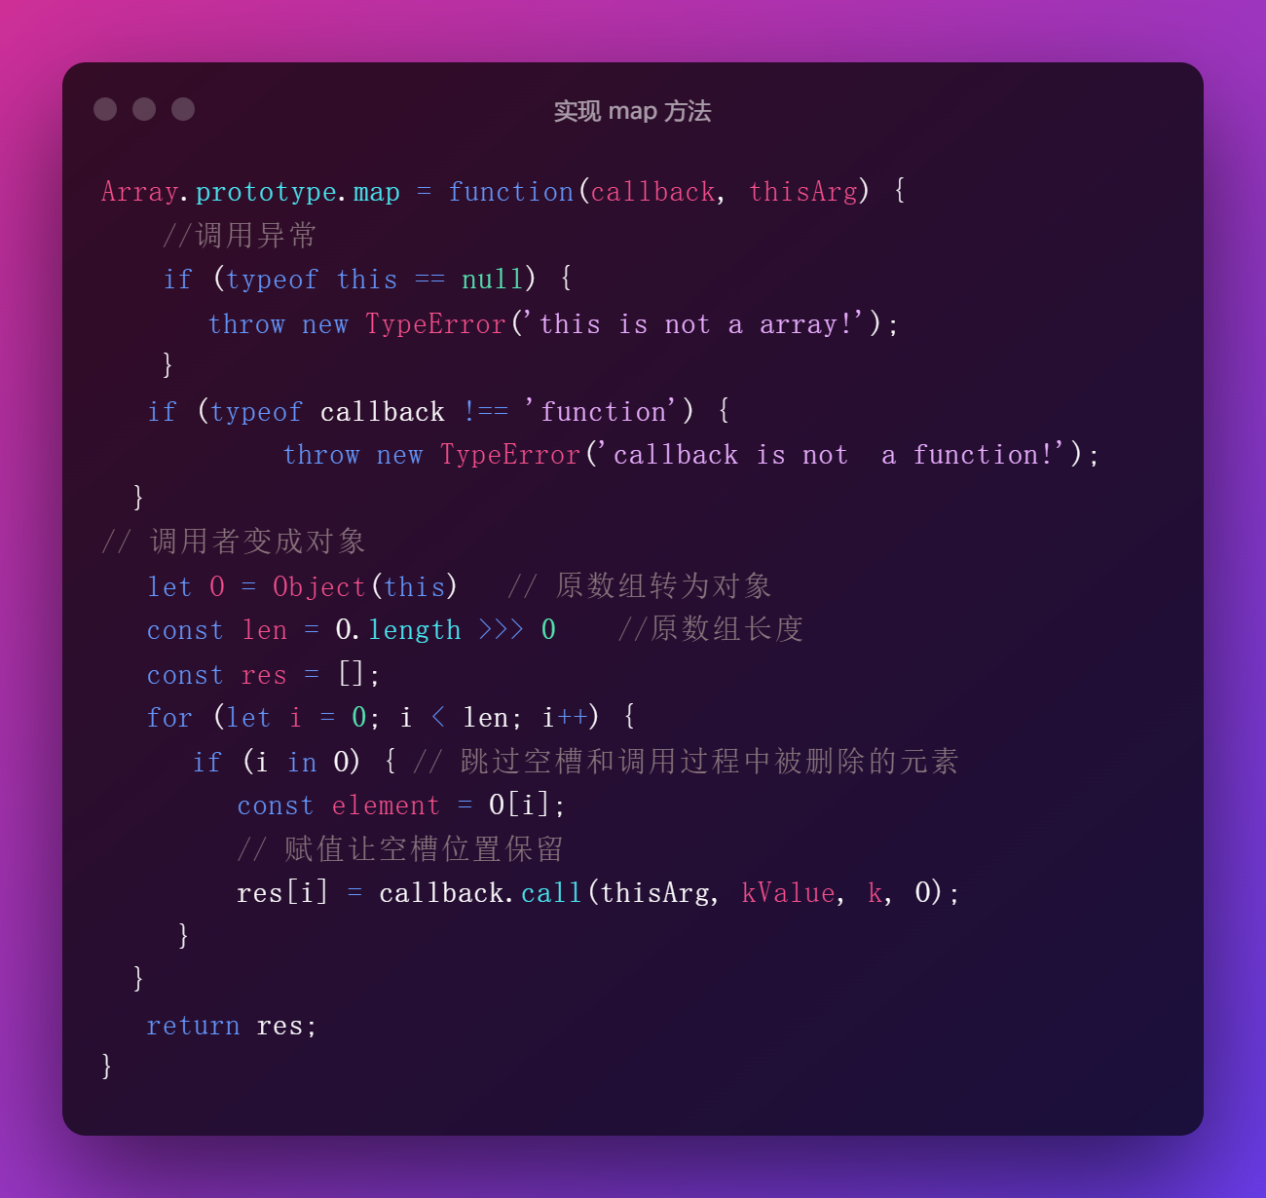 实现 map 方法
Array.prototype.map = function(callback, thisArg) {
    //调用异常
    if (typeof this == null) {
       throw new TypeError('this is not a array!');
    }
   if (typeof callback !== 'function') {
            throw new TypeError('callback is not  a function!');
  }
// 调用者变成对象
   let O = Object(this)   // 原数组转为对象
   const len = O.length >>> 0    //原数组长度
   const res = [];
   for (let i = 0; i < len; i++) {
      if (i in O) { // 跳过空槽和调用过程中被删除的元素
         const element = O[i];
         // 赋值让空槽位置保留
         res[i] = callback.call(thisArg, kValue, k, O);
     }
  }
   return res;
}